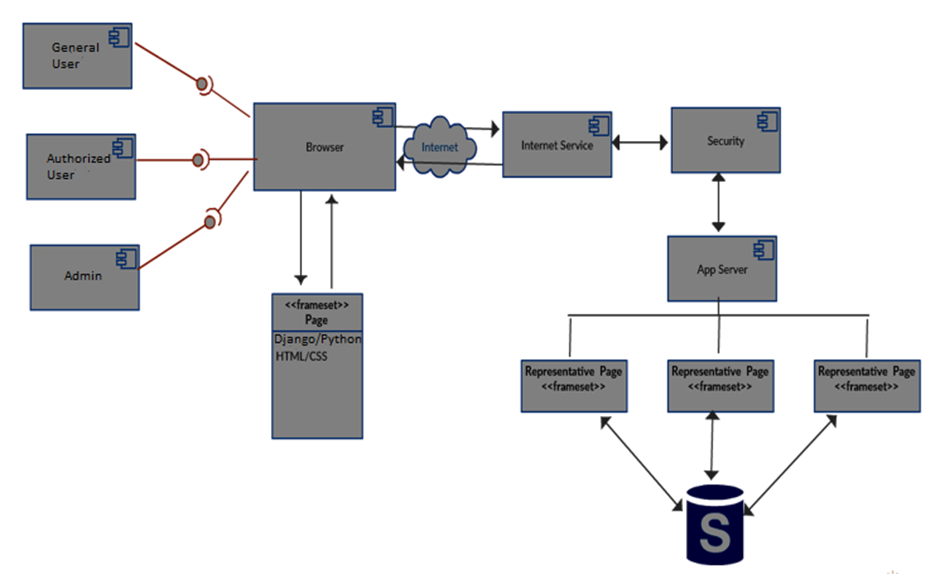 General
User
Authorized
User
Admin
Browser
Internet
Internet Service
Security
App Server
<<frameset>>
Page
Django/Python
HTML/CSS
Representative Page
<<frameset>>
Representative Page
<<frameset>>
Representative Page
<<frameset>>
S